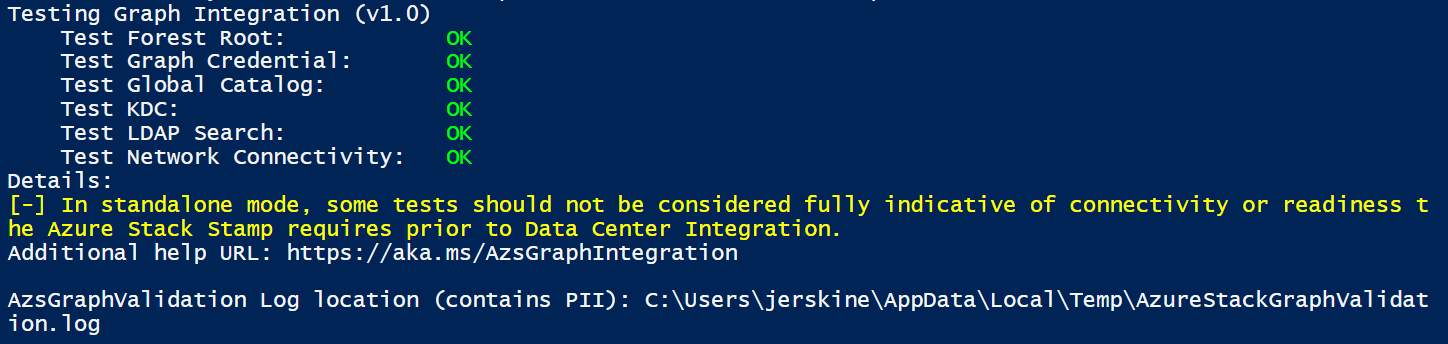 Testing Graph Integration (v1.0)
Test Forest Root: OK
Test Graph Credential: OK
Test Global Catalog: OK
Test KDC: OK
Test LDAP Search: OK
Test Network Connectivity: OK
Details:
[-] In standalone mode, some tests should not be considered fully indicative of connectivity or readiness t
he Azure Stack Stamp requires prior to Data Center Integration.
Additional help URL: https://aka.ms/AzsGraphIntegration
AzsGraphValidation Log location (contains PII): C:\Users\jerskine\AppData\Local\Temp\AzureStackGraphValidat
ion.log